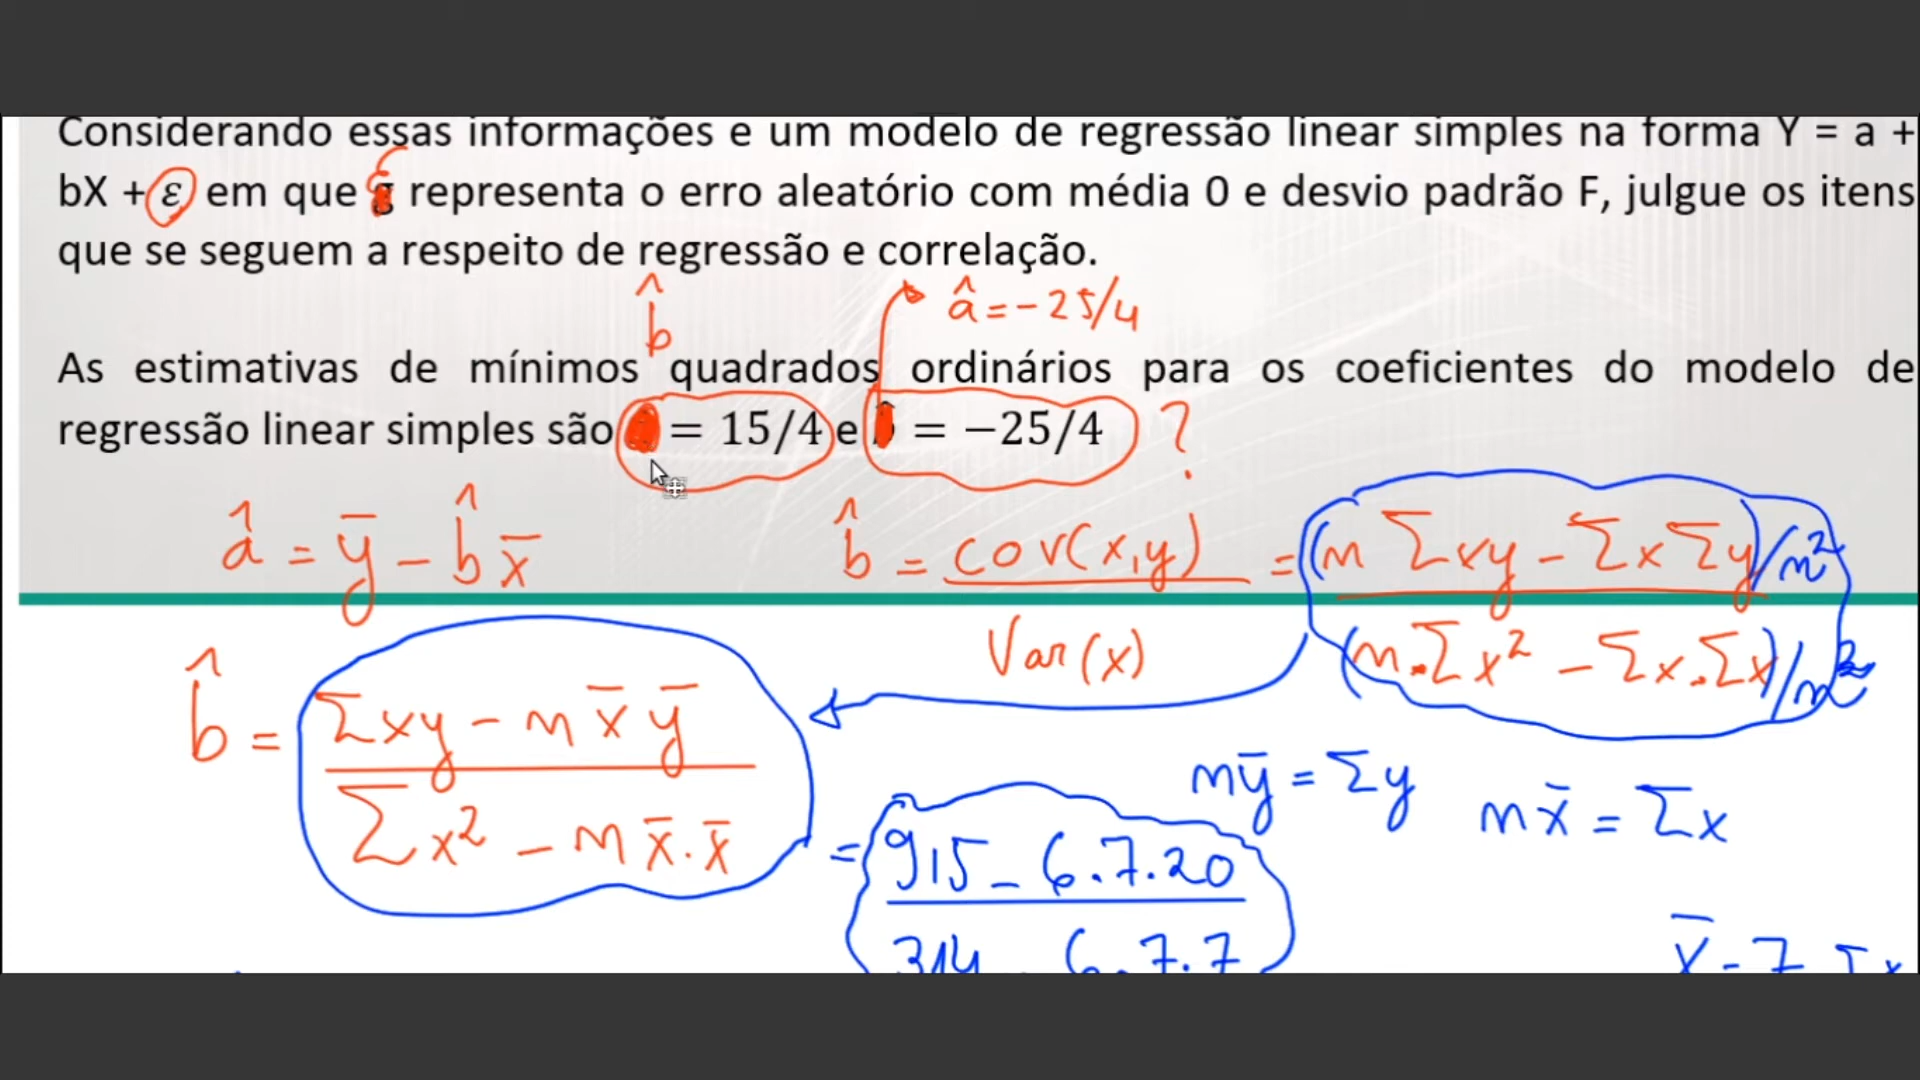 Considerando essas informações e um modelo de regressão linear simples na forma Y = a +
bX + ε em que representa o erro aleatório com média 0 e desvio padrão F, julgue os itens
que se seguem a respeito de regressão e correlação.
b̂
â = -25/4
As estimativas de mínimos quadrados ordinários para os coeficientes do modelo de
regressão linear simples são = 15/4 e = −25/4 ?
â = ȳ - b̂ x̄
b̂ = cov(x,y) / Var(x) = (n Σxy - Σx Σy)/n² / (n.Σx² - Σx.Σx)/n²
b̂ = Σxy - n x̄ ȳ / Σx² - n x̄.x̄
nȳ = Σy
nx̄ = Σx
= 915 - 6.7.20 / 314 - 6.7.7
x̄ = 7 Σx